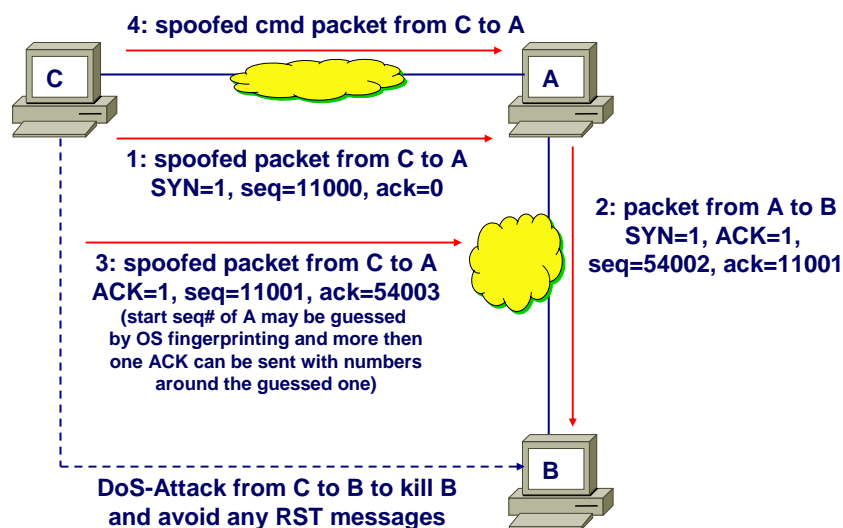 4: spoofed cmd packet from C to A
C
A
1: spoofed packet from C to A
SYN=1, seq=11000, ack=0
2: packet from A to B
SYN=1, ACK=1,
seq=54002, ack=11001
3: spoofed packet from C to A
ACK=1, seq=11001, ack=54003
(start seq# of A may be guessed
by OS fingerprinting and more then
one ACK can be sent with numbers
around the guessed one)
B
DoS-Attack from C to B to kill B
and avoid any RST messages